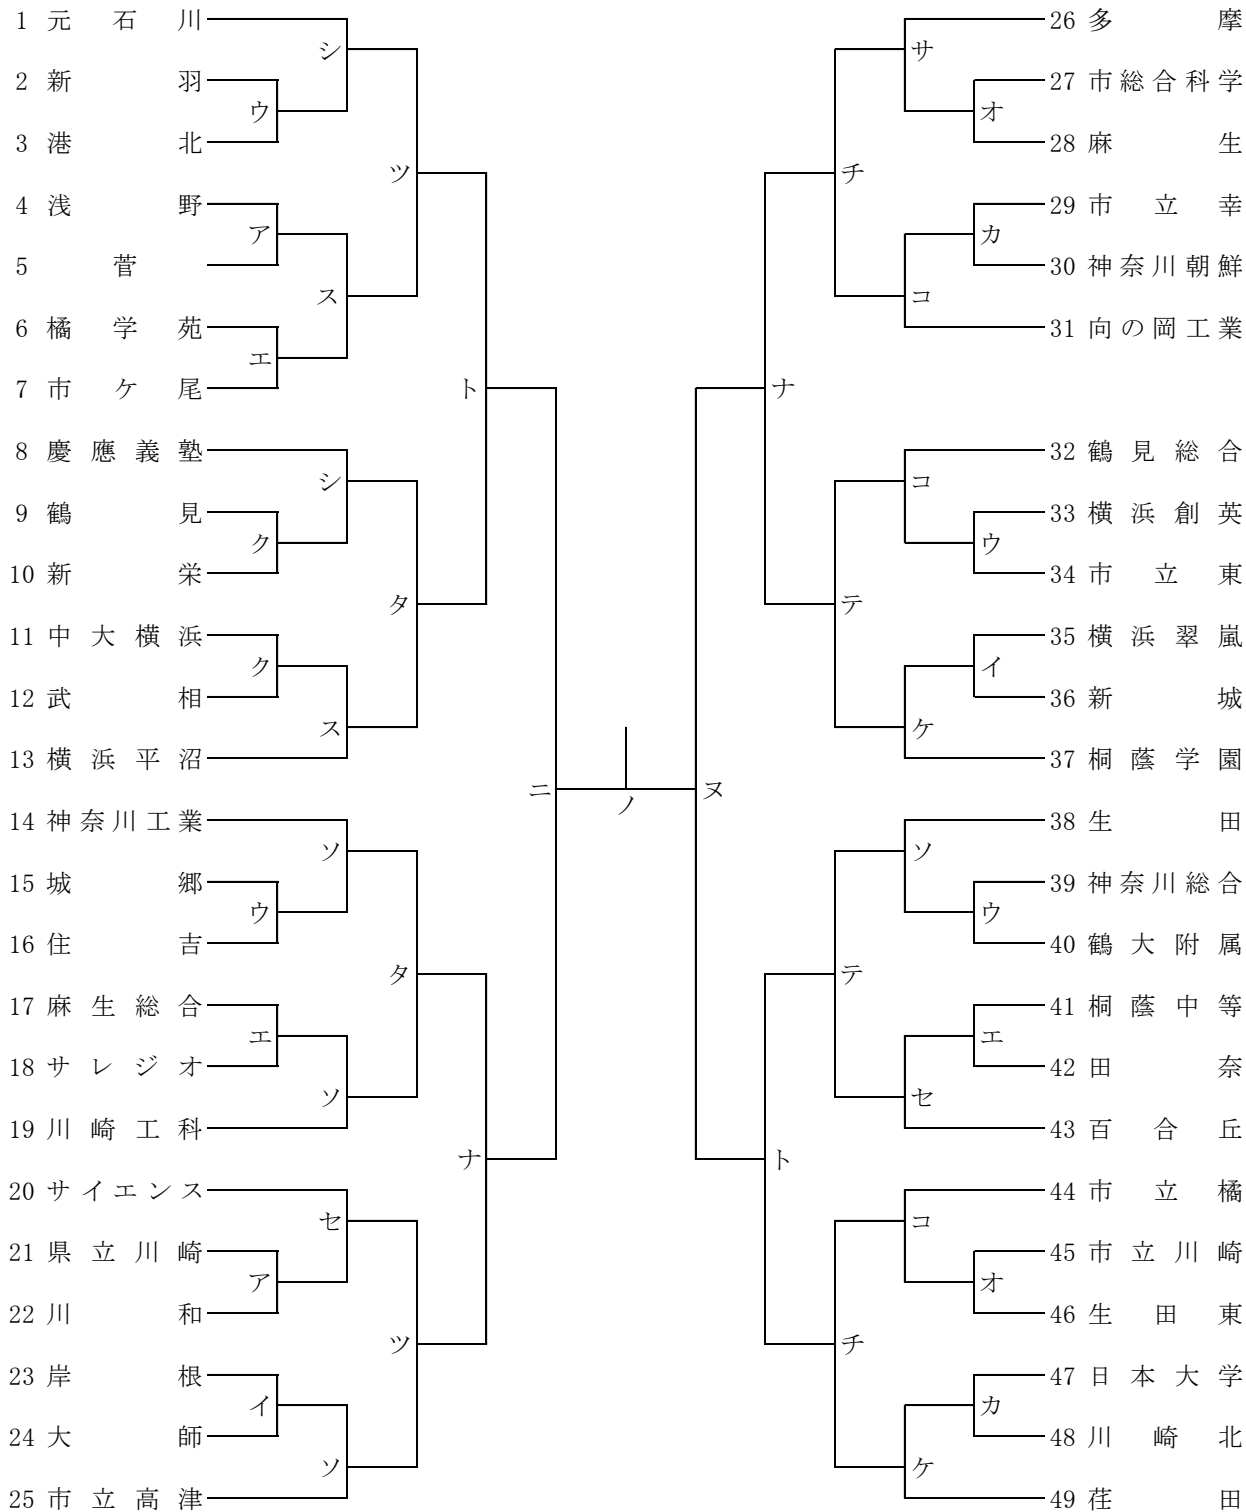 1 元石川
2 新羽
3 港北
4 浅野
5 菅
6 橘学苑
7 市ケ尾
8 慶應義塾
9 鶴見
10 新栄
11 中大横浜
12 武相
13 横浜平沼
14 神奈川工業
15 城郷
16 住吉
17 麻生総合
18 サレジオ
19 川崎工科
20 サイエンス
21 県立川崎
22 川和
23 岸根
24 大師
25 市立高津
シ
ウ
ツ
ア
ス
エ
ト
シ
ク
タ
ク
ス
ニ
ソ
ウ
タ
エ
ソ
ナ
セ
ア
ツ
イ
ソ
ノ
ヌ
サ
オ
チ
カ
コ
ナ
コ
ウ
テ
イ
ケ
ソ
ウ
テ
エ
セ
ト
コ
オ
チ
カ
ケ
26 多摩
27 市総合科学
28 麻生
29 市立幸
30 神奈川朝鮮
31 向の岡工業
32 鶴見総合
33 横浜創英
34 市立東
35 横浜翠嵐
36 新城
37 桐蔭学園
38 生田
39 神奈川総合
40 鶴大附属
41 桐蔭中等
42 田奈
43 百合丘
44 市立橘
45 市立川崎
46 生田東
47 日本大学
48 川崎北
49 荏田